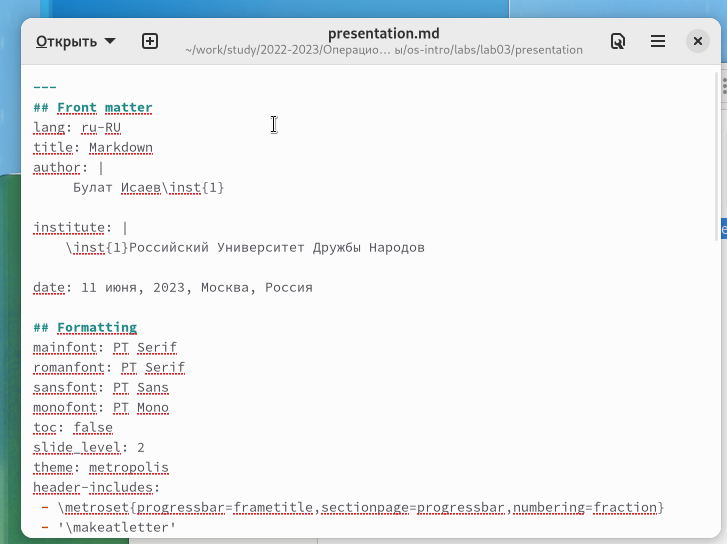 Открыть
presentation.md
~/work/study/2022-2023/Операцио… ы/os-intro/labs/lab03/presentation
---
## Front matter
lang: ru-RU
title: Markdown
author: |
     Булат Исаев\inst{1}
institute: |
    \inst{1}Российский Университет Дружбы Народов
date: 11 июня, 2023, Москва, Россия
## Formatting
mainfont: PT Serif
romanfont: PT Serif
sansfont: PT Sans
monofont: PT Mono
toc: false
slide_level: 2
theme: metropolis
header-includes:
 - \metroset{progressbar=frametitle,sectionpage=progressbar,numbering=fraction}
 - '\makeatletter'